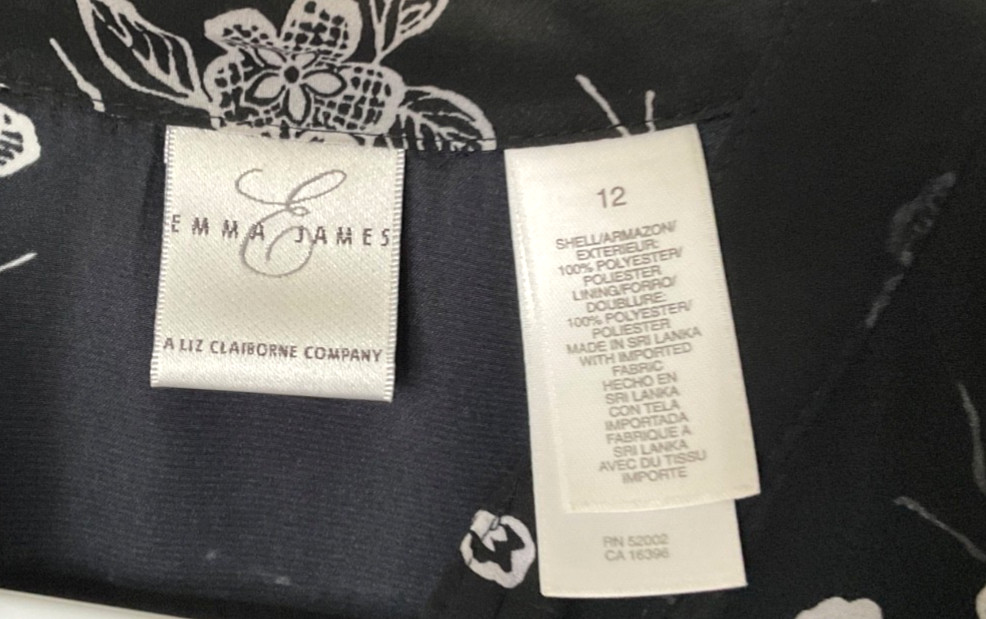 E
EMMA JAMES
A LIZ CLAIBORNE COMPANY
12
SHELL/ARMAZON/
EXTERIEUR:
100% POLYESTER/
POLIESTER
LINING/FORRO/
DOUBLURE:
100% POLYESTER/
POLIESTER
MADE IN SRI LANKA
WITH IMPORTED
FABRIC
HECHO EN
SRI LANKA
CON TELA
IMPORTADA
FABRIQUE A
SRI LANKA
AVEC DU TISSU
IMPORTE
RN 52002
CA 16396